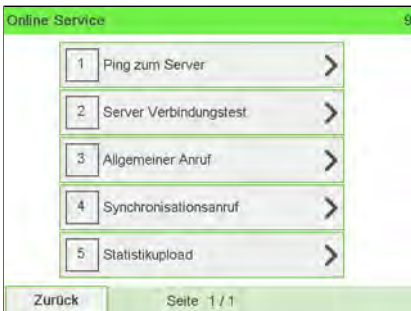 Online Service 9
1 Ping zum Server
2 Server Verbindungstest
3 Allgemeiner Anruf
4 Synchronisationsanruf
5 Statistikupload
Zurück Seite 1/1